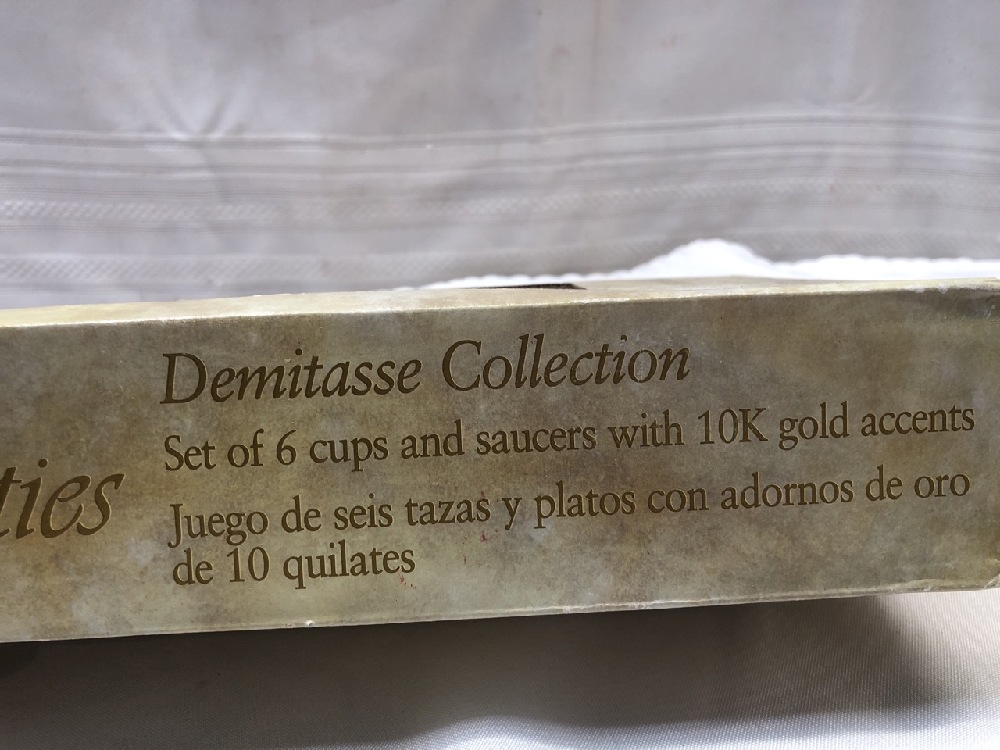 Demitasse Collection
Set of 6 cups and saucers with 10K gold accents
Juego de seis tazas y platos con adornos de oro
de 10 quilates